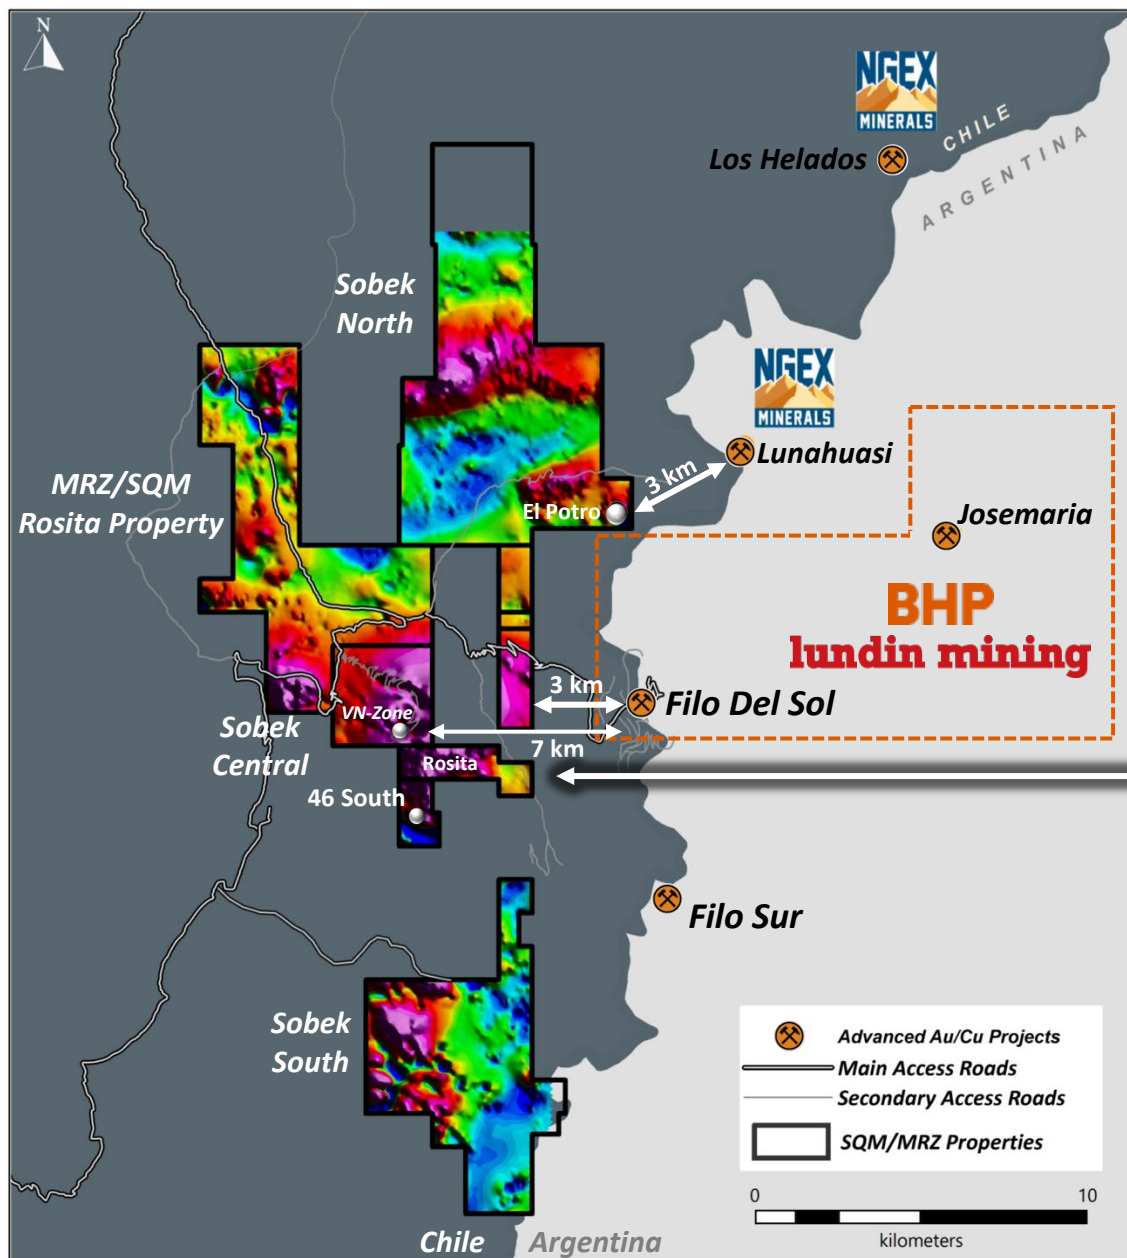 N
NGEX
MINERALS
CHILE
ARGENTINA
Los Helados
Sobek
North
NGEX
MINERALS
Lunahuasi
3 km
MRZ/SQM
Rosita Property
El Potro
Josemaria
BHP
lundin mining
3 km
Filo Del Sol
VN-Zone
7 km
Sobek
Central
Rosita
46 South
Filo Sur
Sobek
South
Advanced Au/Cu Projects
Main Access Roads
Secondary Access Roads
SQM/MRZ Properties
0 10
kilometers
Chile Argentina